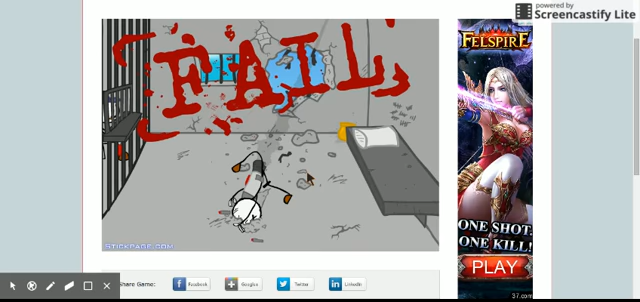 powered by
Screencastify Lite
FAIL
FELSPIRE
ONE SHOT,
ONE KILL!
PLAY
STICKPAGE.COM
Share Game:
Facebook
Google+
Twitter
LinkedIn
37.com